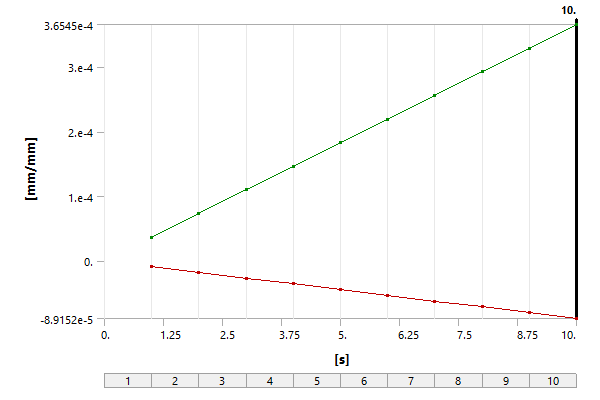 10.
3.6545e-4
3.e-4
2.e-4
1.e-4
0.
-8.9152e-5
[mm/mm]
0. 1.25 2.5 3.75 5. 6.25 7.5 8.75 10.
[s]
1 2 3 4 5 6 7 8 9 10